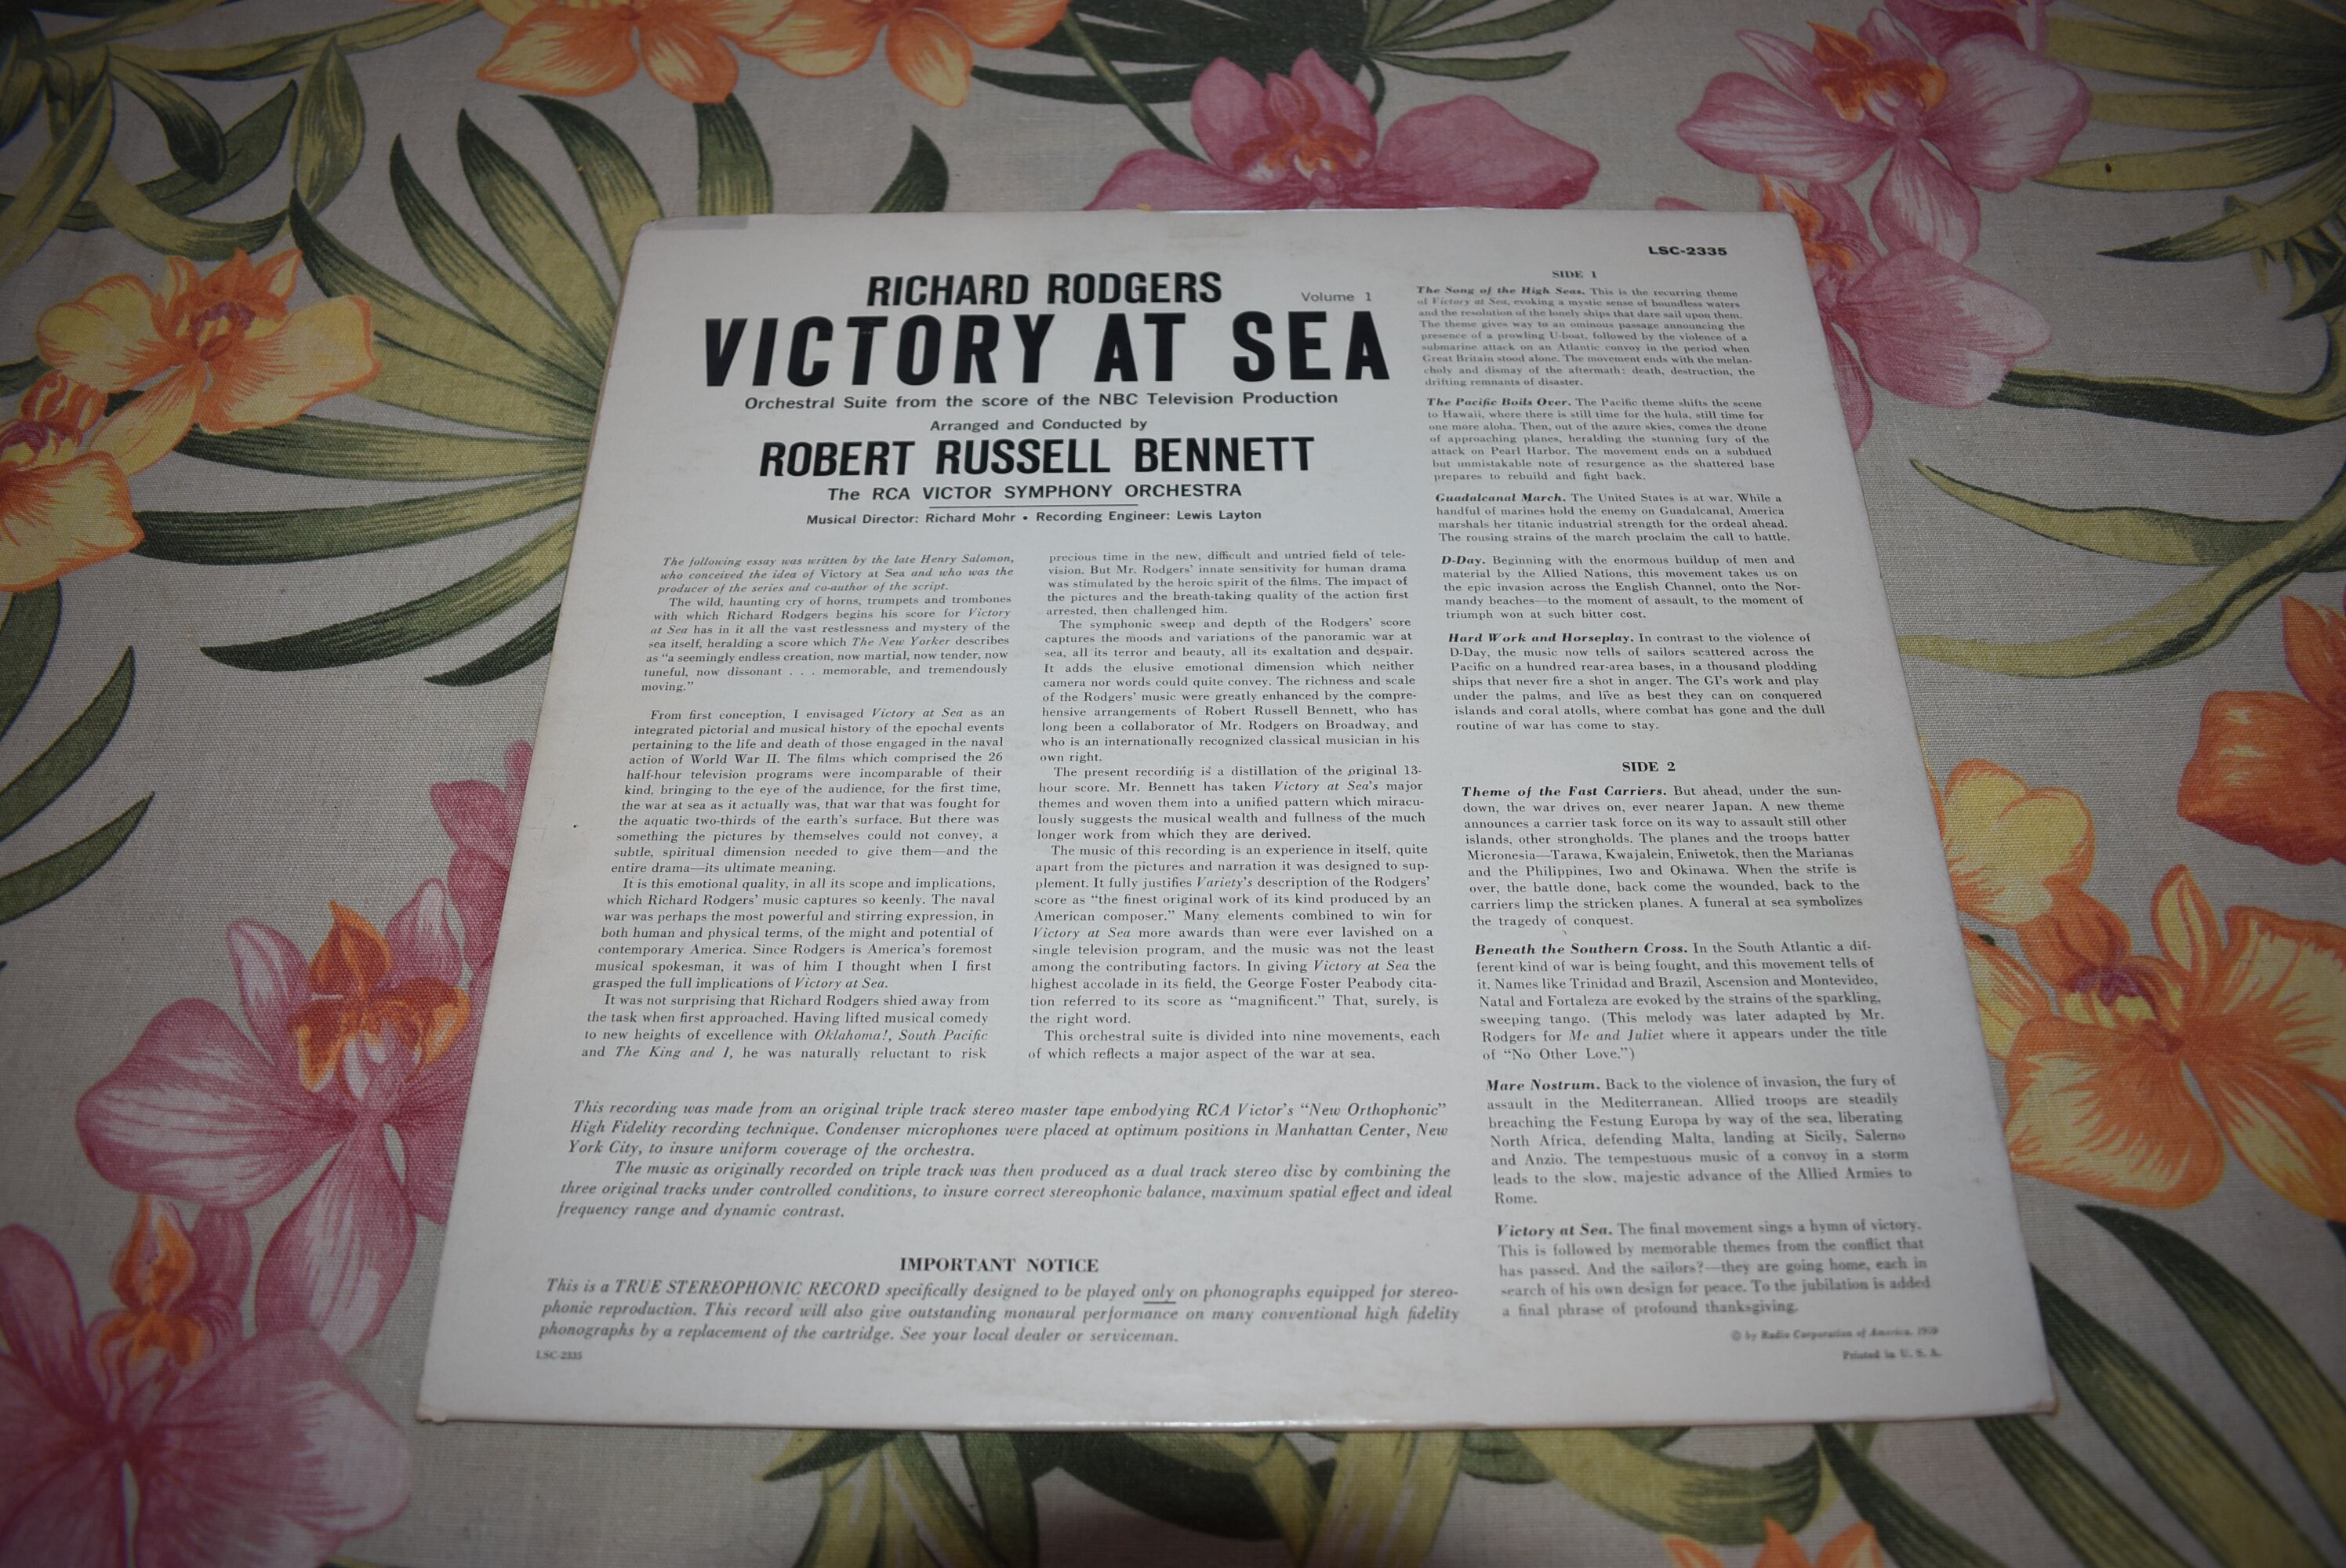 LSC-2335
RICHARD RODGERS
Volume 1
VICTORY AT SEA
Orchestral Suite from the score of the NBC Television Production
Arranged and Conducted by
ROBERT RUSSELL BENNETT
The RCA VICTOR SYMPHONY ORCHESTRA
Musical Director: Richard Mohr • Recording Engineer: Lewis Layton
The following essay was written by the late Henry Salomon,
who conceived the idea of Victory at Sea and who was the
producer of the series and co-author of the script.
The wild, haunting cry of horns, trumpets and trombones
with which Richard Rodgers begins his score for Victory
at Sea has in it all the vast restlessness and mystery of the
sea itself, heralding a score which The New Yorker describes
as "a seemingly endless creation, now martial, now tender, now
tuneful, now dissonant . . . memorable, and tremendously
moving."
From first conception, I envisaged Victory at Sea as an
integrated pictorial and musical history of the epochal events
pertaining to the life and death of those engaged in the naval
action of World War II. The films which comprised the 26
half-hour television programs were incomparable of their
kind, bringing to the eye of the audience, for the first time,
the war at sea as it actually was, that war that was fought for
the aquatic two-thirds of the earth's surface. But there was
something the pictures by themselves could not convey, a
subtle, spiritual dimension needed to give them—and the
entire drama—its ultimate meaning.
It is this emotional quality, in all its scope and implications,
which Richard Rodgers' music captures so keenly. The naval
war was perhaps the most powerful and stirring expression, in
both human and physical terms, of the might and potential of
contemporary America. Since Rodgers is America's foremost
musical spokesman, it was of him I thought when I first
grasped the full implications of Victory at Sea.
It was not surprising that Richard Rodgers shied away from
the task when first approached. Having lifted musical comedy
to new heights of excellence with Oklahoma!, South Pacific
and The King and I, he was naturally reluctant to risk
precious time in the new, difficult and untried field of tele-
vision. But Mr. Rodgers' innate sensitivity for human drama
was stimulated by the heroic spirit of the films. The impact of
the pictures and the breath-taking quality of the action first
arrested, then challenged him.
The symphonic sweep and depth of the Rodgers' score
captures the moods and variations of the panoramic war at
sea, all its terror and beauty, all its exaltation and despair.
It adds the elusive emotional dimension which neither
camera nor words could quite convey. The richness and scale
of the Rodgers' music were greatly enhanced by the compre-
hensive arrangements of Robert Russell Bennett, who has
long been a collaborator of Mr. Rodgers on Broadway, and
who is an internationally recognized classical musician in his
own right.
The present recording is a distillation of the original 13-
hour score. Mr. Bennett has taken Victory at Sea's major
themes and woven them into a unified pattern which miracu-
lously suggests the musical wealth and fullness of the much
longer work from which they are derived.
The music of this recording is an experience in itself, quite
apart from the pictures and narration it was designed to sup-
plement. It fully justifies Variety's description of the Rodgers'
score as "the finest original work of its kind produced by an
American composer." Many elements combined to win for
Victory at Sea more awards than were ever lavished on a
single television program, and the music was not the least
among the contributing factors. In giving Victory at Sea the
highest accolade in its field, the George Foster Peabody cita-
tion referred to its score as "magnificent." That, surely, is
the right word.
This orchestral suite is divided into nine movements, each
of which reflects a major aspect of the war at sea.
This recording was made from an original triple track stereo master tape embodying RCA Victor's "New Orthophonic"
High Fidelity recording technique. Condenser microphones were placed at optimum positions in Manhattan Center, New
York City, to insure uniform coverage of the orchestra.
The music as originally recorded on triple track was then produced as a dual track stereo disc by combining the
three original tracks under controlled conditions, to insure correct stereophonic balance, maximum spatial effect and ideal
frequency range and dynamic contrast.
IMPORTANT NOTICE
This is a TRUE STEREOPHONIC RECORD specifically designed to be played only on phonographs equipped for stereo-
phonic reproduction. This record will also give outstanding monaural performance on many conventional high fidelity
phonographs by a replacement of the cartridge. See your local dealer or serviceman.
LSC-2335
SIDE 1
The Song of the High Seas. This is the recurring theme
of Victory at Sea, evoking a mystic sense of boundless waters
and the resolution of the lonely ships that dare sail upon them.
The theme gives way to an ominous passage announcing the
presence of a prowling U-boat, followed by the violence of a
submarine attack on an Atlantic convoy in the period when
Great Britain stood alone. The movement ends with the melan-
choly and dismay of the aftermath: death, destruction, the
drifting remnants of disaster.
The Pacific Boils Over. The Pacific theme shifts the scene
to Hawaii, where there is still time for the hula, still time for
one more aloha. Then, out of the azure skies, comes the drone
of approaching planes, heralding the stunning fury of the
attack on Pearl Harbor. The movement ends on a subdued
but unmistakable note of resurgence as the shattered base
prepares to rebuild and fight back.
Guadalcanal March. The United States is at war. While a
handful of marines hold the enemy on Guadalcanal, America
marshals her titanic industrial strength for the ordeal ahead.
The rousing strains of the march proclaim the call to battle.
D-Day. Beginning with the enormous buildup of men and
material by the Allied Nations, this movement takes us on
the epic invasion across the English Channel, onto the Nor-
mandy beaches—to the moment of assault, to the moment of
triumph won at such bitter cost.
Hard Work and Horseplay. In contrast to the violence of
D-Day, the music now tells of sailors scattered across the
Pacific on a hundred rear-area bases, in a thousand plodding
ships that never fire a shot in anger. The GI's work and play
under the palms, and live as best they can on conquered
islands and coral atolls, where combat has gone and the dull
routine of war has come to stay.
SIDE 2
Theme of the Fast Carriers. But ahead, under the sun-
down, the war drives on, ever nearer Japan. A new theme
announces a carrier task force on its way to assault still other
islands, other strongholds. The planes and the troops batter
Micronesia—Tarawa, Kwajalein, Eniwetok, then the Marianas
and the Philippines, Iwo and Okinawa. When the strife is
over, the battle done, back come the wounded, back to the
carriers limp the stricken planes. A funeral at sea symbolizes
the tragedy of conquest.
Beneath the Southern Cross. In the South Atlantic a dif-
ferent kind of war is being fought, and this movement tells of
it. Names like Trinidad and Brazil, Ascension and Montevideo,
Natal and Fortaleza are evoked by the strains of the sparkling,
sweeping tango. (This melody was later adapted by Mr.
Rodgers for Me and Juliet where it appears under the title
of "No Other Love.")
Mare Nostrum. Back to the violence of invasion, the fury of
assault in the Mediterranean. Allied troops are steadily
breaching the Festung Europa by way of the sea, liberating
North Africa, defending Malta, landing at Sicily, Salerno
and Anzio. The tempestuous music of a convoy in a storm
leads to the slow, majestic advance of the Allied Armies to
Rome.
Victory at Sea. The final movement sings a hymn of victory.
This is followed by memorable themes from the conflict that
has passed. And the sailors?—they are going home, each in
search of his own design for peace. To the jubilation is added
a final phrase of profound thanksgiving.
© by Radio Corporation of America, 1959
Printed in U. S. A.